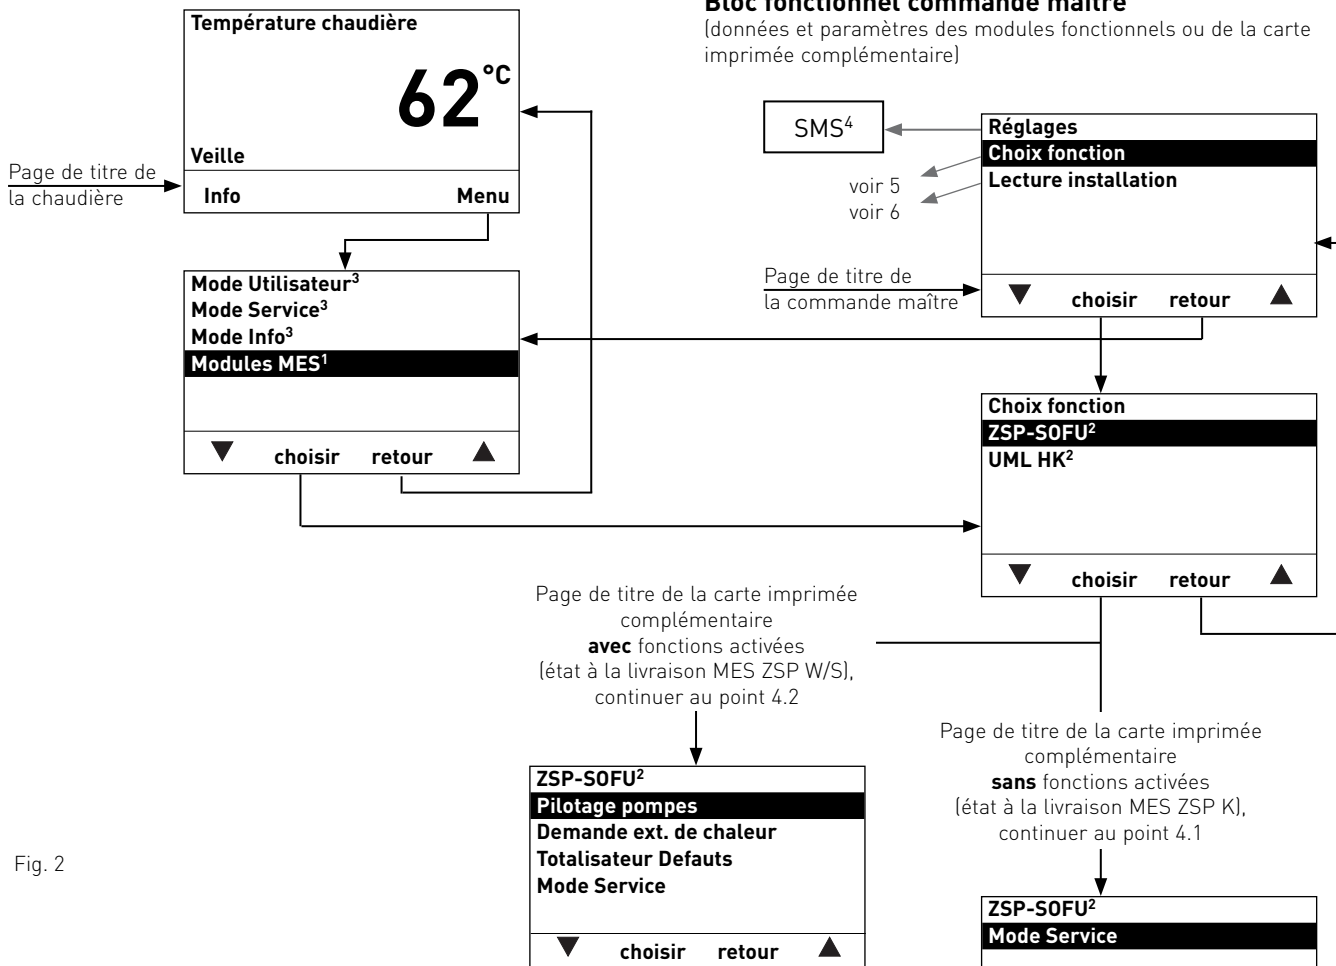 Bloc fonctionnel commande maître
(données et paramètres des modules fonctionnels ou de la carte
imprimée complémentaire)
Température chaudière
62°C
Veille
Info Menu
Page de titre de
la chaudière
Mode Utilisateur³
Mode Service³
Mode Info³
Modules MES¹
▼ choisir retour ▲
SMS⁴
voir 5
voir 6
Réglages
Choix fonction
Lecture installation
▼ choisir retour ▲
Page de titre de
la commande maître
Choix fonction
ZSP-SOFU²
UML HK²
▼ choisir retour ▲
Page de titre de la carte imprimée
complémentaire
avec fonctions activées
(état à la livraison MES ZSP W/S),
continuer au point 4.2
ZSP-SOFU²
Pilotage pompes
Demande ext. de chaleur
Totalisateur Defauts
Mode Service
▼ choisir retour ▲
Page de titre de la carte imprimée
complémentaire
sans fonctions activées
(état à la livraison MES ZSP K),
continuer au point 4.1
ZSP-SOFU²
Mode Service
Fig. 2